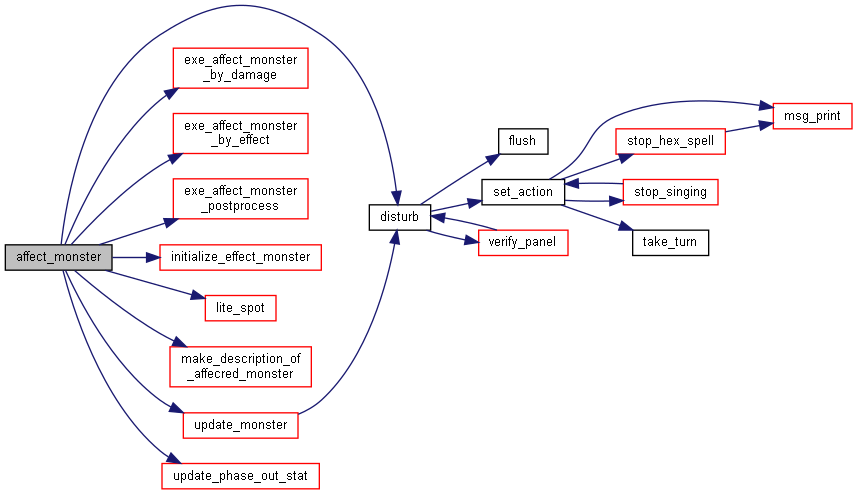 exe_affect_monster
_by_damage
exe_affect_monster
_by_effect
exe_affect_monster
_postprocess
affect_monster
initialize_effect_monster
lite_spot
make_description_of
_affecred_monster
update_monster
update_phase_out_stat
disturb
flush
set_action
verify_panel
stop_hex_spell
stop_singing
take_turn
msg_print